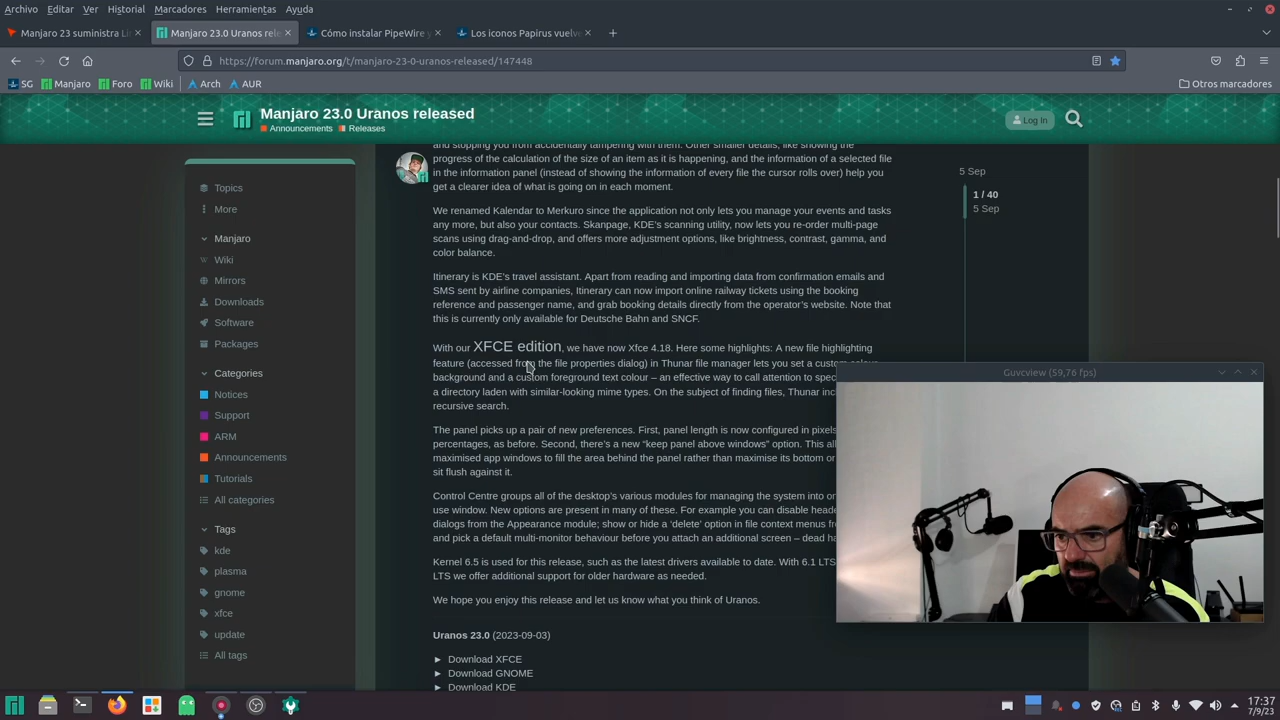 Archivo Editar Ver Historial Marcadores Herramientas Ayuda
Manjaro 23 suministra Li
Manjaro 23.0 Uranos rele
Cómo instalar PipeWire y
Los iconos Papirus vuelve
https://forum.manjaro.org/t/manjaro-23-0-uranos-released/147448
SG Manjaro Foro Wiki Arch AUR Otros marcadores
Manjaro 23.0 Uranos released
Announcements Releases
Log In
Topics
More
Manjaro
Wiki
Mirrors
Downloads
Software
Packages
Categories
Notices
Support
ARM
Announcements
Tutorials
All categories
Tags
kde
plasma
gnome
xfce
update
All tags
and stopping you from accidentally tampering with them. Other smaller details, like showing the
progress of the calculation of the size of an item as it is happening, and the information of a selected file
in the information panel (instead of showing the information of every file the cursor rolls over) help you
get a clearer idea of what is going on in each moment.
We renamed Kalendar to Merkuro since the application not only lets you manage your events and tasks
any more, but also your contacts. Skanpage, KDE's scanning utility, now lets you re-order multi-page
scans using drag-and-drop, and offers more adjustment options, like brightness, contrast, gamma, and
color balance.
Itinerary is KDE's travel assistant. Apart from reading and importing data from confirmation emails and
SMS sent by airline companies, Itinerary can now import online railway tickets using the booking
reference and passenger name, and grab booking details directly from the operator's website. Note that
this is currently only available for Deutsche Bahn and SNCF.
With our XFCE edition, we have now Xfce 4.18. Here some highlights: A new file highlighting
feature (accessed from the file properties dialog) in Thunar file manager lets you set a custom colour
background and a custom foreground text colour – an effective way to call attention to spec
a directory laden with similar-looking mime types. On the subject of finding files, Thunar inc
recursive search.
The panel picks up a pair of new preferences. First, panel length is now configured in pixels
percentages, as before. Second, there's a new “keep panel above windows” option. This all
maximised app windows to fill the area behind the panel rather than maximise its bottom or
sit flush against it.
Control Centre groups all of the desktop's various modules for managing the system into or
use window. New options are present in many of these. For example you can disable heade
dialogs from the Appearance module; show or hide a ‘delete’ option in file context menus fr
and pick a default multi-monitor behaviour before you attach an additional screen – dead ha
Kernel 6.5 is used for this release, such as the latest drivers available to date. With 6.1 LTS
LTS we offer additional support for older hardware as needed.
We hope you enjoy this release and let us know what you think of Uranos.
Uranos 23.0 (2023-09-03)
► Download XFCE
► Download GNOME
► Download KDE
5 Sep
1 / 40
5 Sep
Guvcview (59,76 fps)
17:37
7/9/23